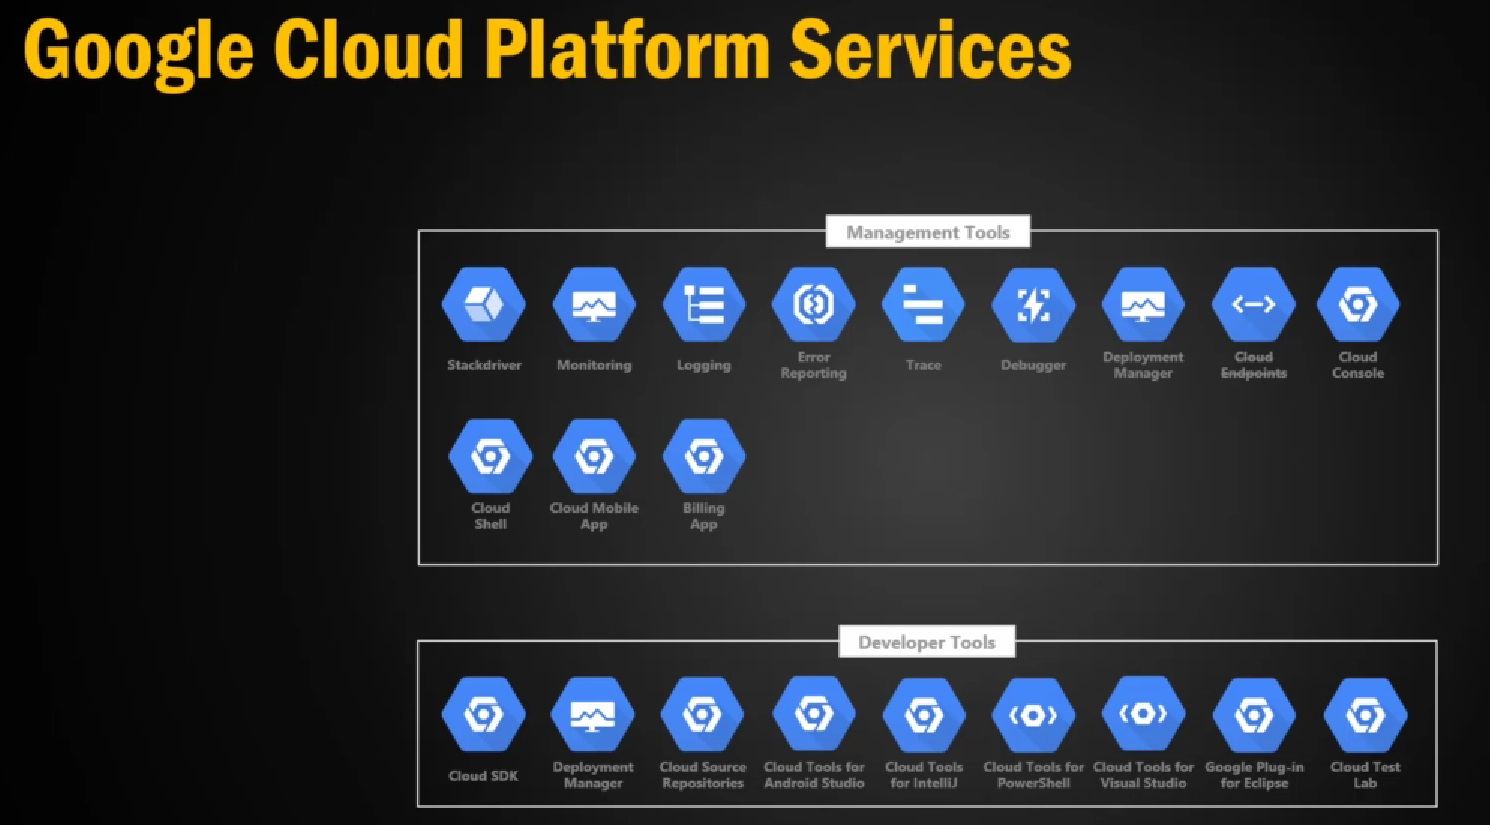 Google Cloud Platform Services
Management Tools
Stackdriver
Monitoring
Logging
Error
Reporting
Trace
Debugger
Deployment
Manager
Cloud
Endpoints
Cloud
Console
Cloud
Shell
Cloud Mobile
App
Billing
App
Developer Tools
Cloud SDK
Deployment
Manager
Cloud Source
Repositories
Cloud Tools for
Android Studio
Cloud Tools
for IntelliJ
Cloud Tools for
PowerShell
Cloud Tools for
Visual Studio
Google Plug-in
for Eclipse
Cloud Test
Lab